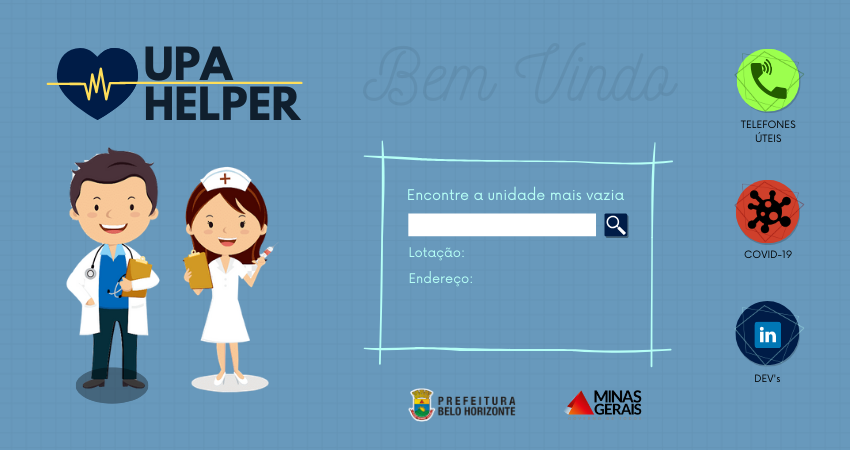 UPA
HELPER
Bem Vindo
Encontre a unidade mais vazia
Lotação:
Endereço:
TELEFONES
ÚTEIS
COVID-19
in
DEV's
PREFEITURA
BELO HORIZONTE
MINAS
GERAIS